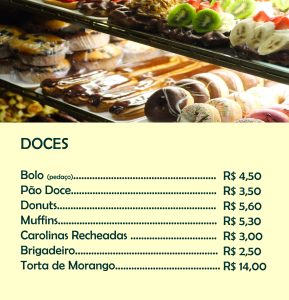 DOCES
Bolo (pedaço)................................................ R$ 4,50
Pão Doce................................................ R$ 3,50
Donuts..................................................... R$ 5,60
Muffins..................................................... R$ 5,30
Carolinas Recheadas ............................ R$ 3,00
Brigadeiro............................................... R$ 2,50
Torta de Morango................................... R$ 14,00